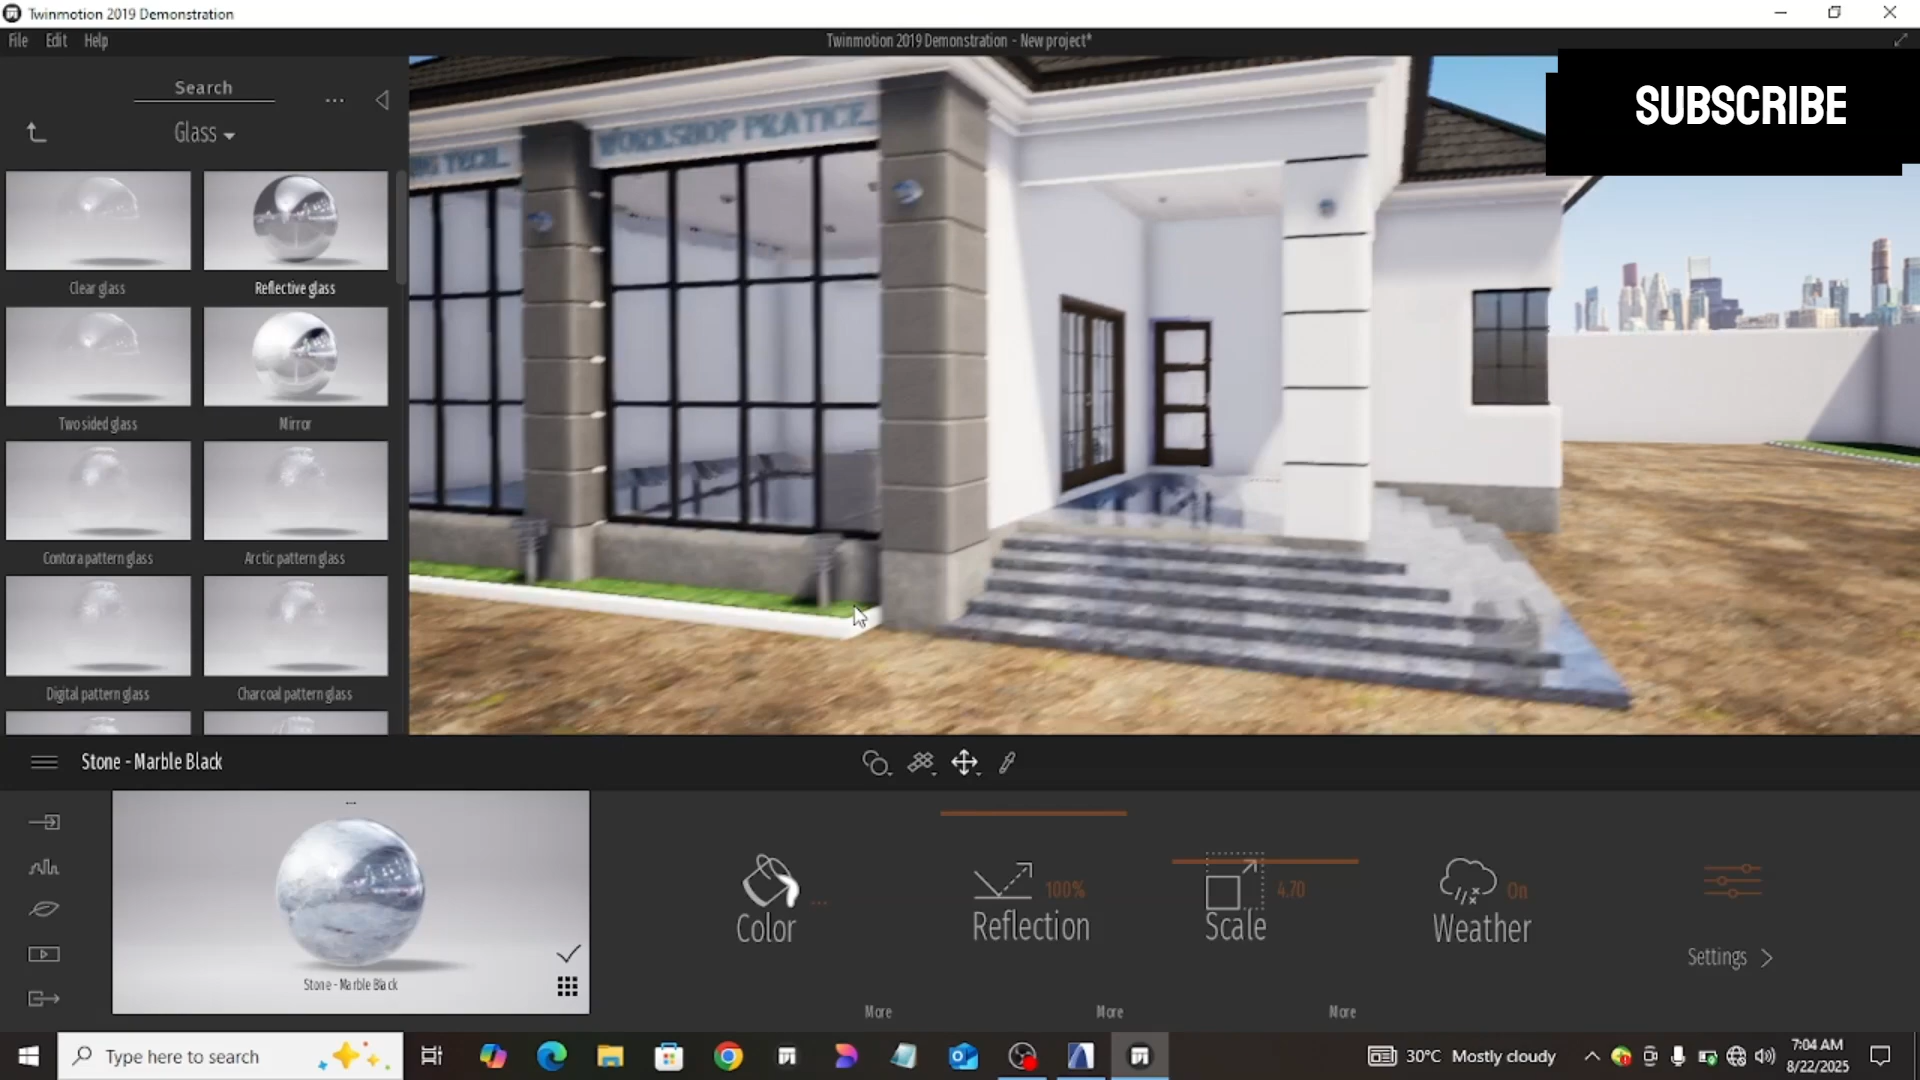 Twinmotion 2019 Demonstration
File Edit Help
Twinmotion 2019 Demonstration - New project*
Search
Glass
SUBSCRIBE
WORKSHOP PRATICE
TECH.
Clear glass
Reflective glass
Two sided glass
Mirror
Contora pattern glass
Arctic pattern glass
Digital pattern glass
Charcoal pattern glass
Stone - Marble Black
Color ...
Reflection 100%
Scale 4.70
Weather On
Settings
Stone - Marble Black
More
More
More
Type here to search
30°C Mostly cloudy
7:04 AM
8/22/2025